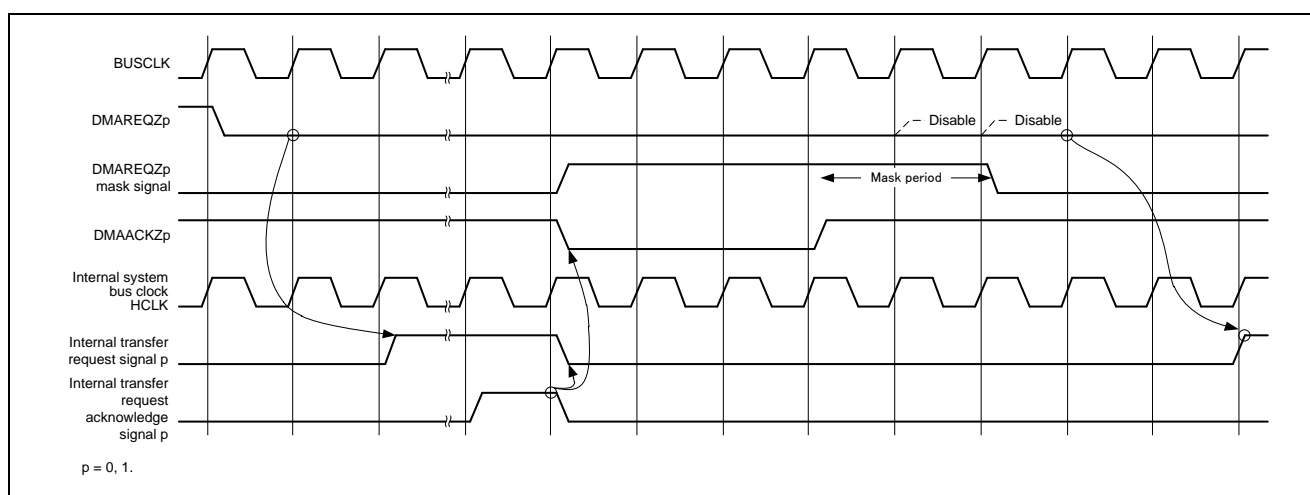 BUSCLK
DMAREQZp
Disable
Disable
DMAREQZp
mask signal
Mask period
DMAACKZp
Internal system
bus clock
HCLK
Internal transfer
request signal p
Internal transfer
request
acknowledge
signal p
p = 0, 1.